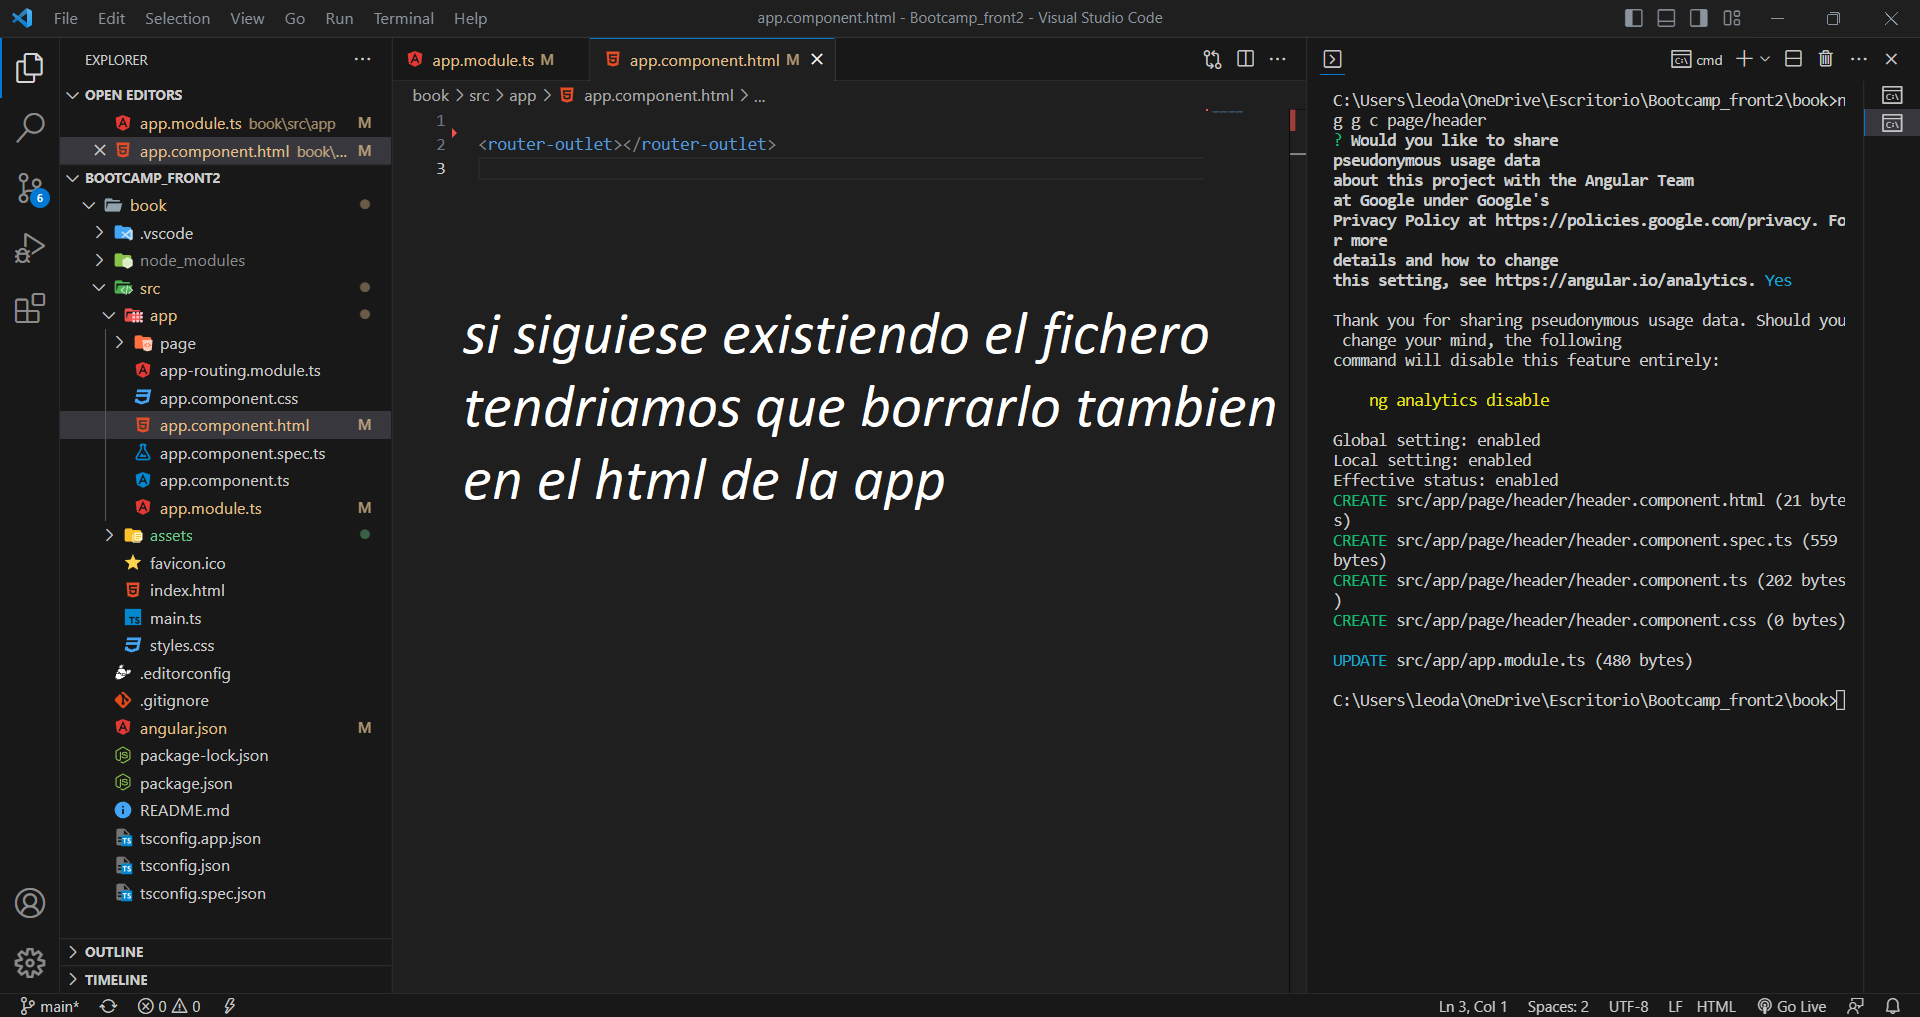 File Edit Selection View Go Run Terminal Help
app.component.html - Bootcamp_front2 - Visual Studio Code
EXPLORER
OPEN EDITORS
app.module.ts book\src\app M
app.component.html book\... M
BOOTCAMP_FRONT2
book
.vscode
node_modules
src
app
page
app-routing.module.ts
app.component.css
app.component.html M
app.component.spec.ts
app.component.ts
app.module.ts M
assets
favicon.ico
index.html
main.ts
styles.css
.editorconfig
.gitignore
angular.json M
package-lock.json
package.json
README.md
tsconfig.app.json
tsconfig.json
tsconfig.spec.json
OUTLINE
TIMELINE
6
app.module.ts M
app.component.html M
book > src > app > app.component.html > ...
1
2 <router-outlet></router-outlet>
3
si siguiese existiendo el fichero
tendriamos que borrarlo tambien
en el html de la app
cmd
C:\Users\leoda\OneDrive\Escritorio\Bootcamp_front2\book>n
g g c page/header
? Would you like to share
pseudonymous usage data
about this project with the Angular Team
at Google under Google's
Privacy Policy at https://policies.google.com/privacy. Fo
r more
details and how to change
this setting, see https://angular.io/analytics. Yes
Thank you for sharing pseudonymous usage data. Should you
change your mind, the following
command will disable this feature entirely:
ng analytics disable
Global setting: enabled
Local setting: enabled
Effective status: enabled
CREATE src/app/page/header/header.component.html (21 byte
s)
CREATE src/app/page/header/header.component.spec.ts (559
bytes)
CREATE src/app/page/header/header.component.ts (202 bytes
)
CREATE src/app/page/header/header.component.css (0 bytes)
UPDATE src/app/app.module.ts (480 bytes)
C:\Users\leoda\OneDrive\Escritorio\Bootcamp_front2\book>
main* 0 0
Ln 3, Col 1 Spaces: 2 UTF-8 LF HTML Go Live